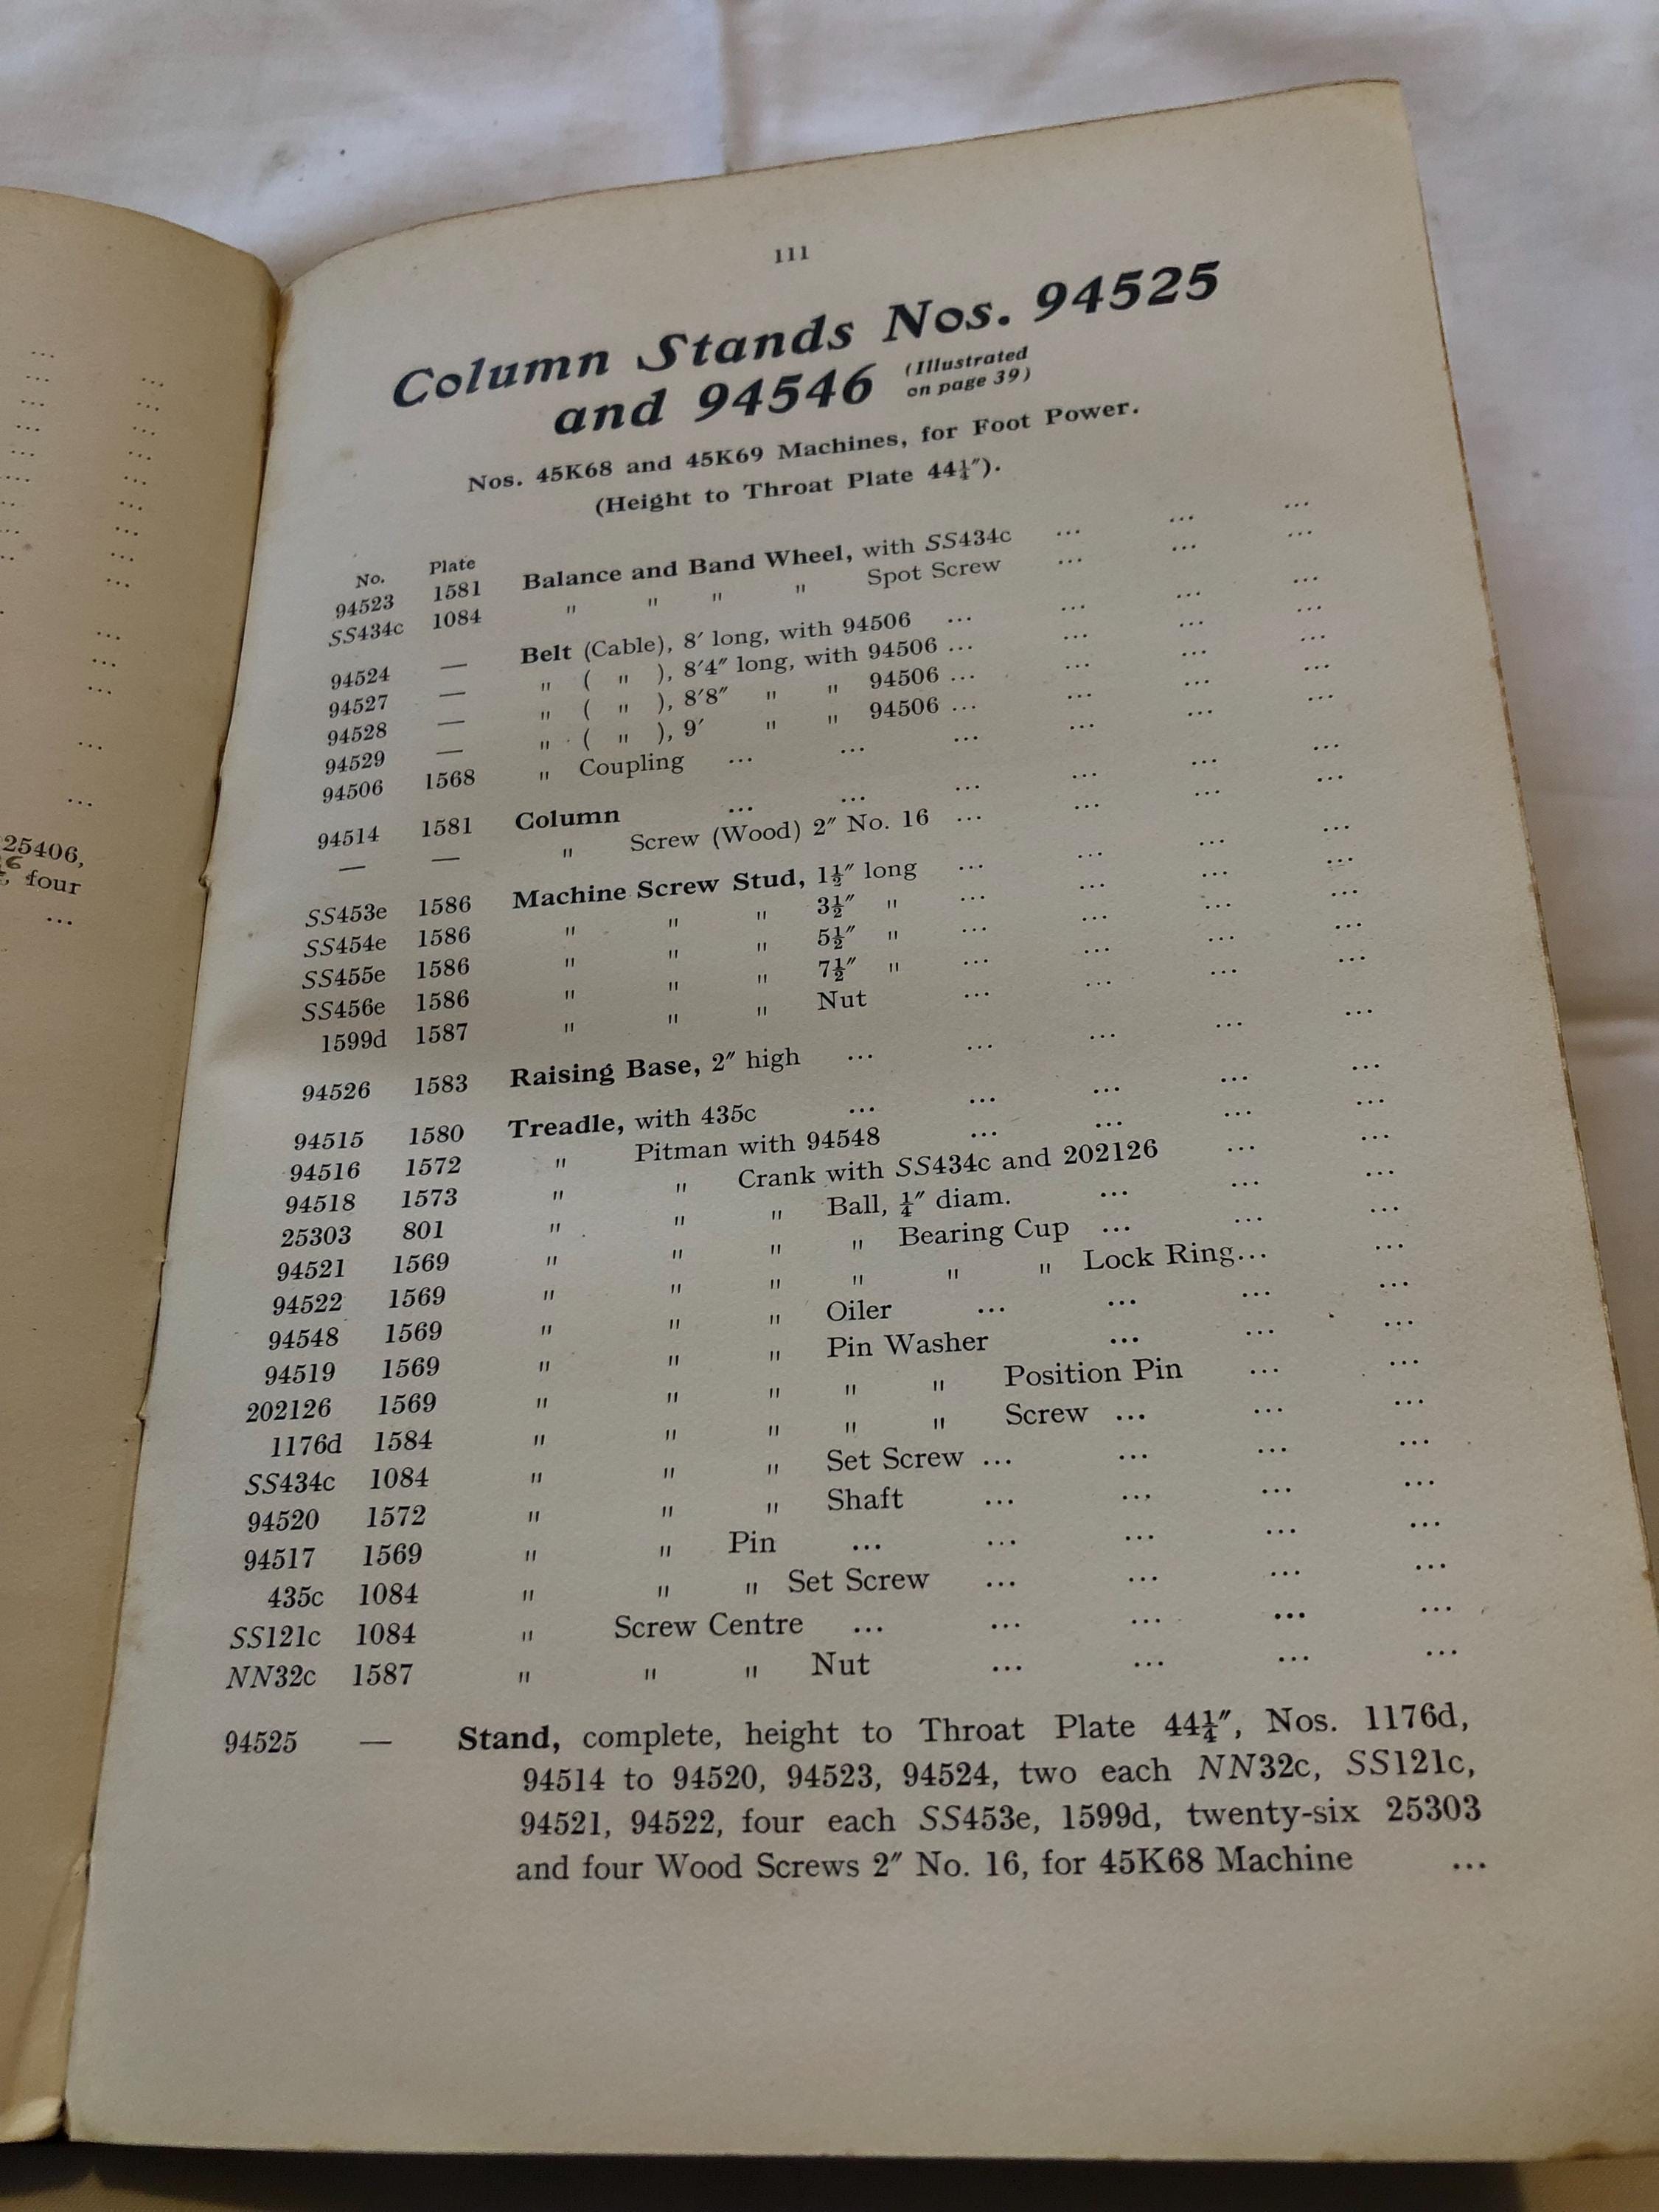 25406,
four
111
Column Stands Nos. 94525
and 94546 (Illustrated
on page 39)
Nos. 45K68 and 45K69 Machines, for Foot Power.
(Height to Throat Plate 44¼″).
No. Plate
94523 1581 Balance and Band Wheel, with SS434c ... ... ...
SS434c 1084 " " " " Spot Screw ... ... ...
94524 — Belt (Cable), 8′ long, with 94506 ... ... ... ...
94527 — " ( " ), 8′4″ long, with 94506 ... ... ... ...
94528 — " ( " ), 8′8″ " " 94506 ... ... ... ...
94529 — " ( " ), 9′ " " 94506 ... ... ... ...
94506 1568 " Coupling ... ... ... ... ... ...
94514 1581 Column ... ... ... ... ... ...
— — " Screw (Wood) 2″ No. 16 ... ... ... ...
SS453e 1586 Machine Screw Stud, 1½″ long ... ... ... ...
SS454e 1586 " " " 3½″ " ... ... ... ...
SS455e 1586 " " " 5½″ " ... ... ... ...
SS456e 1586 " " " 7½″ " ... ... ... ...
1599d 1587 " " " Nut ... ... ... ...
94526 1583 Raising Base, 2″ high ... ... ... ... ...
94515 1580 Treadle, with 435c ... ... ... ... ...
94516 1572 " Pitman with 94548 ... ... ... ...
94518 1573 " " Crank with SS434c and 202126 ... ...
25303 801 " " " Ball, ¼″ diam. ... ... ...
94521 1569 " " " " Bearing Cup ... ... ...
94522 1569 " " " " " " Lock Ring... ...
94548 1569 " " " Oiler ... ... ... ...
94519 1569 " " " Pin Washer ... ... ...
202126 1569 " " " " " Position Pin ... ...
1176d 1584 " " " " " Screw ... ... ...
SS434c 1084 " " " Set Screw ... ... ... ...
94520 1572 " " " Shaft ... ... ... ...
94517 1569 " " Pin ... ... ... ... ...
435c 1084 " " " Set Screw ... ... ... ...
SS121c 1084 " Screw Centre ... ... ... ... ...
NN32c 1587 " " " Nut ... ... ... ...
94525 — Stand, complete, height to Throat Plate 44¼″, Nos. 1176d,
94514 to 94520, 94523, 94524, two each NN32c, SS121c,
94521, 94522, four each SS453e, 1599d, twenty-six 25303
and four Wood Screws 2″ No. 16, for 45K68 Machine ...